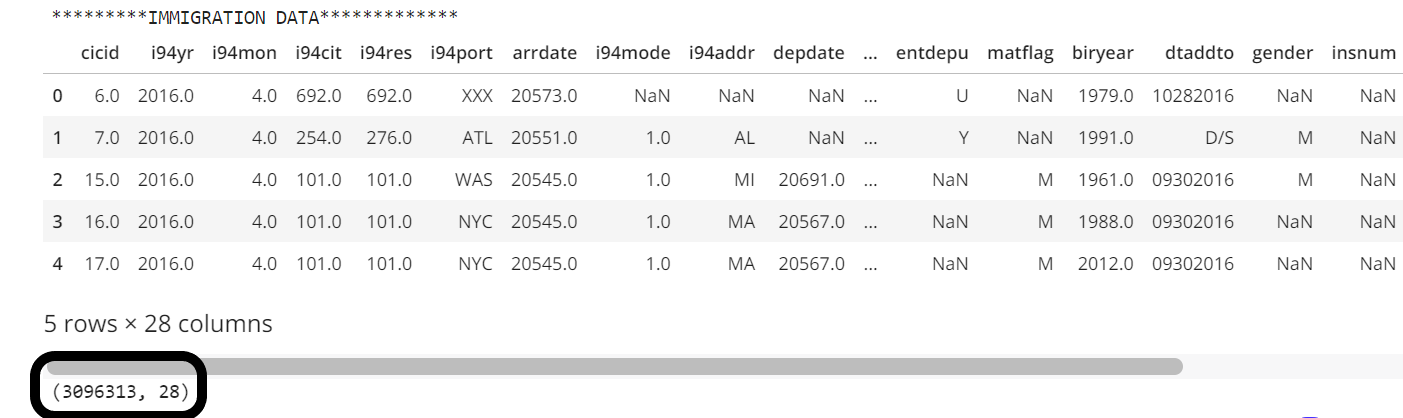 *********IMMIGRATION DATA*************
cicid i94yr i94mon i94cit i94res i94port arrdate i94mode i94addr depdate ... entdepu matflag biryear dtaddto gender insnum
0 6.0 2016.0 4.0 692.0 692.0 XXX 20573.0 NaN NaN NaN ... U NaN 1979.0 10282016 NaN NaN
1 7.0 2016.0 4.0 254.0 276.0 ATL 20551.0 1.0 AL NaN ... Y NaN 1991.0 D/S M NaN
2 15.0 2016.0 4.0 101.0 101.0 WAS 20545.0 1.0 MI 20691.0 ... NaN M 1961.0 09302016 M NaN
3 16.0 2016.0 4.0 101.0 101.0 NYC 20545.0 1.0 MA 20567.0 ... NaN M 1988.0 09302016 NaN NaN
4 17.0 2016.0 4.0 101.0 101.0 NYC 20545.0 1.0 MA 20567.0 ... NaN M 2012.0 09302016 NaN NaN
5 rows × 28 columns
(3096313, 28)